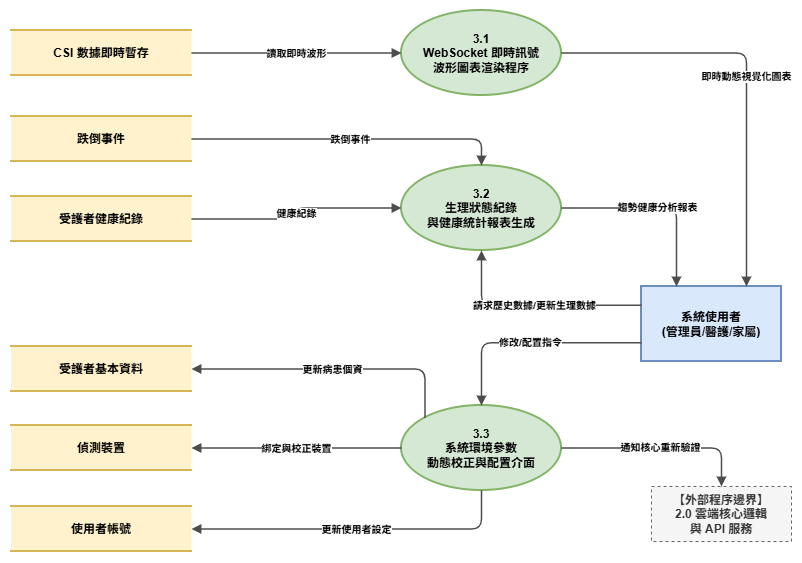 CSI 數據即時暫存
讀取即時波形
3.1
WebSocket 即時訊號
波形圖表渲染程序
即時動態視覺化圖表
跌倒事件
跌倒事件
受護者健康紀錄
健康紀錄
3.2
生理狀態紀錄
與健康統計報表生成
趨勢健康分析報表
請求歷史數據/更新生理數據
系統使用者
(管理員/醫護/家屬)
修改/配置指令
受護者基本資料
更新病患個資
偵測裝置
綁定與校正裝置
3.3
系統環境參數
動態校正與配置介面
通知核心重新驗證
【外部程序邊界】
2.0 雲端核心邏輯
與 API 服務
使用者帳號
更新使用者設定